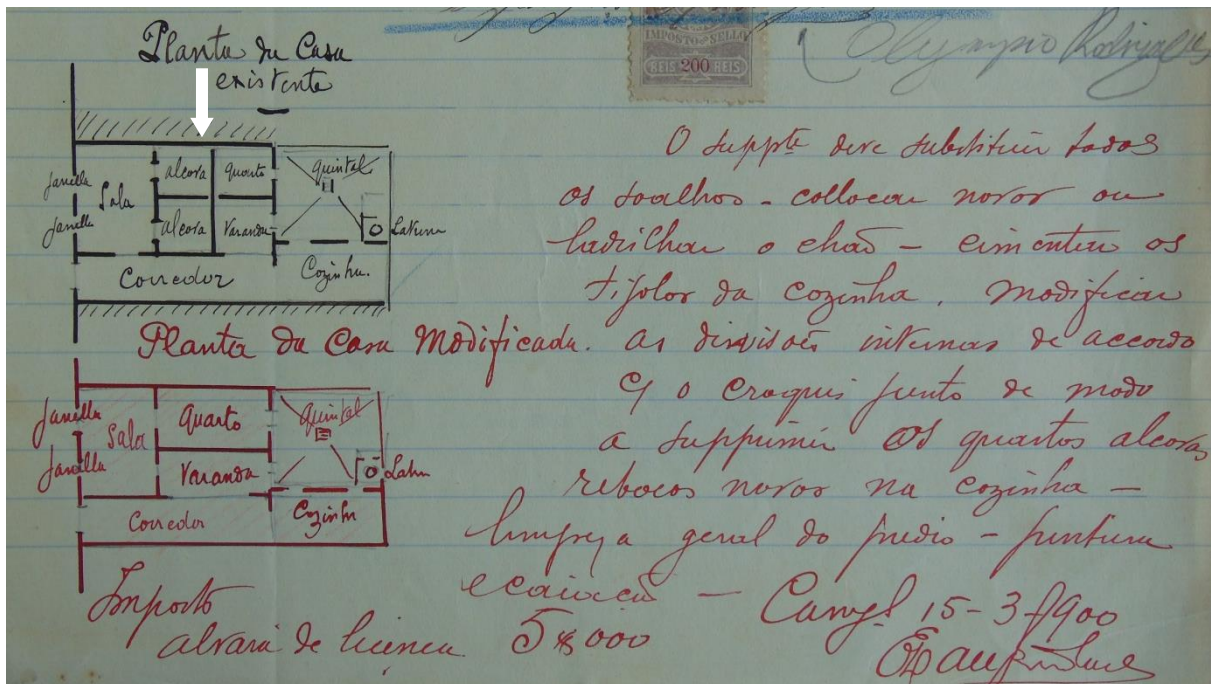 Planta da Casa
existente
IMPOSTO DO SELLO
REIS 200 REIS
Olympio Rodrigues
janella
janella
Sala
alcova
quarto
quintal
alcova
Varanda
Latrina
Corredor
Cozinha.
Planta da Casa Modificada.
Janella
Janella
Sala
Quarto
Quintal
Varanda
Latri
Corredor
Cozinha
O suppte deve substituir todos
os soalhos - collocar novos ou
ladrilhar o chão - cimentar os
tijolos da cozinha. Modificar
as divisões internas de accordo
c/ o croquis junto de modo
a supprimir os quartos alcovas
rebocos novos na cozinha -
limpeza geral do predio - pintura
e caiação - 15-3-1900
Imposto
alvará de licença 5$000